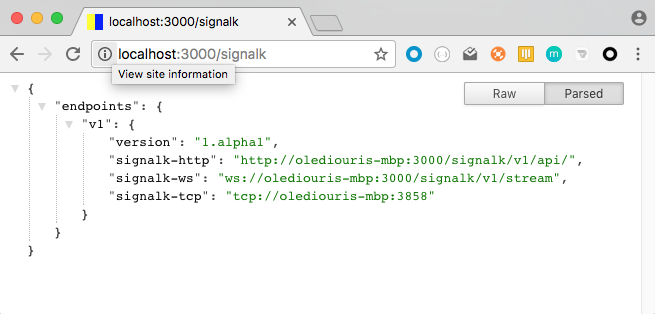 localhost:3000/signalk
localhost:3000/signalk
View site information
Raw
Parsed
{
"endpoints": {
"v1": {
"version": "1.alpha1",
"signalk-http": "http://olediouris-mbp:3000/signalk/v1/api/",
"signalk-ws": "ws://olediouris-mbp:3000/signalk/v1/stream",
"signalk-tcp": "tcp://olediouris-mbp:3858"
}
}
}